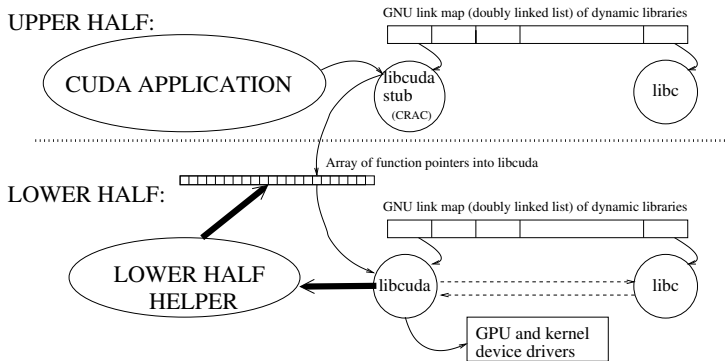 UPPER HALF:
GNU link map (doubly linked list) of dynamic libraries
CUDA APPLICATION
libcuda
stub
(CRAC)
libc
Array of function pointers into libcuda
LOWER HALF:
GNU link map (doubly linked list) of dynamic libraries
LOWER HALF
HELPER
libcuda
libc
GPU and kernel
device drivers